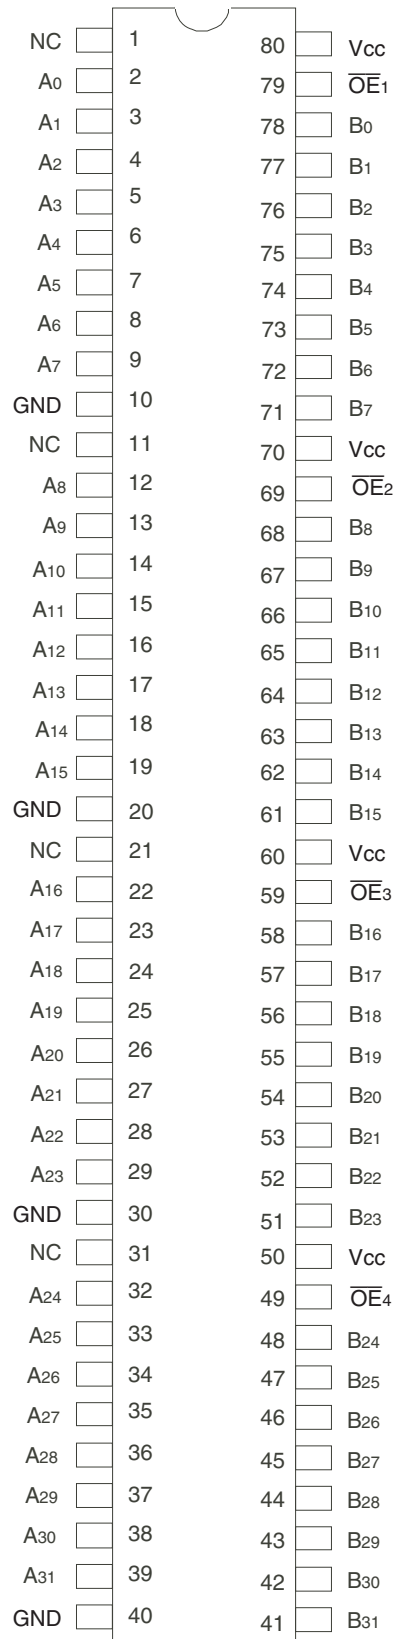 NC 1 80 Vcc
A0 2 79 OE1
A1 3 78 B0
A2 4 77 B1
A3 5 76 B2
A4 6 75 B3
A5 7 74 B4
A6 8 73 B5
A7 9 72 B6
GND 10 71 B7
NC 11 70 Vcc
A8 12 69 OE2
A9 13 68 B8
A10 14 67 B9
A11 15 66 B10
A12 16 65 B11
A13 17 64 B12
A14 18 63 B13
A15 19 62 B14
GND 20 61 B15
NC 21 60 Vcc
A16 22 59 OE3
A17 23 58 B16
A18 24 57 B17
A19 25 56 B18
A20 26 55 B19
A21 27 54 B20
A22 28 53 B21
A23 29 52 B22
GND 30 51 B23
NC 31 50 Vcc
A24 32 49 OE4
A25 33 48 B24
A26 34 47 B25
A27 35 46 B26
A28 36 45 B27
A29 37 44 B28
A30 38 43 B29
A31 39 42 B30
GND 40 41 B31